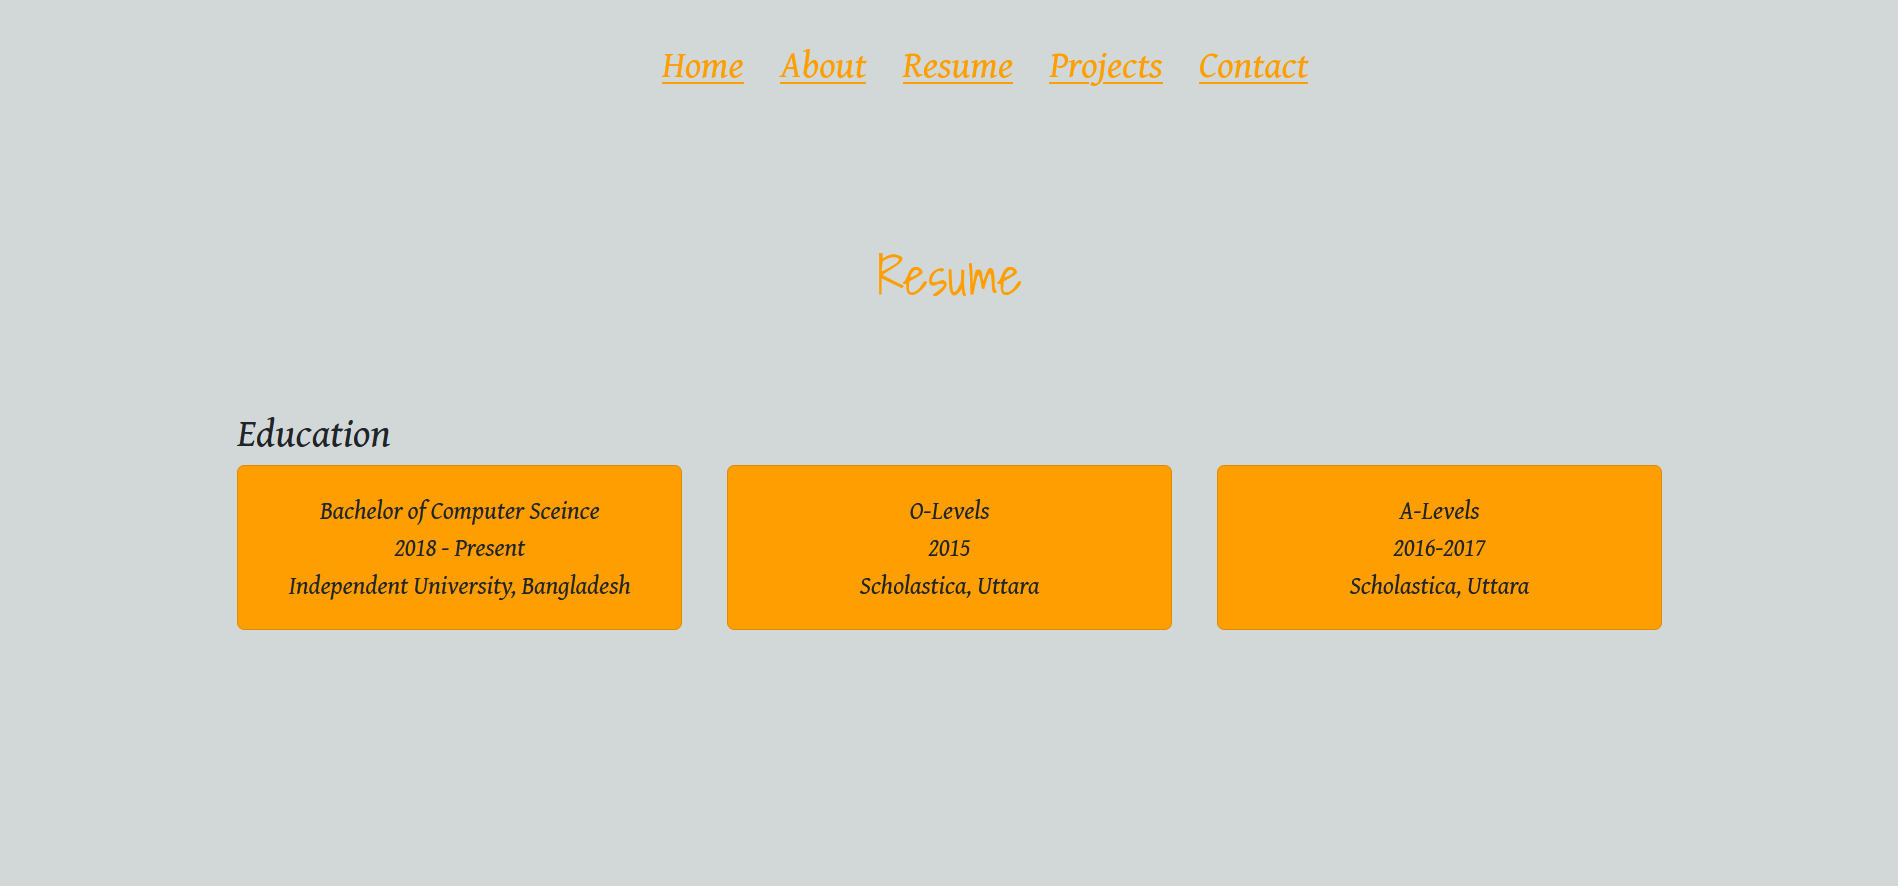 Home About Resume Projects Contact
Resume
Education
Bachelor of Computer Sceince
2018 - Present
Independent University, Bangladesh
O-Levels
2015
Scholastica, Uttara
A-Levels
2016-2017
Scholastica, Uttara